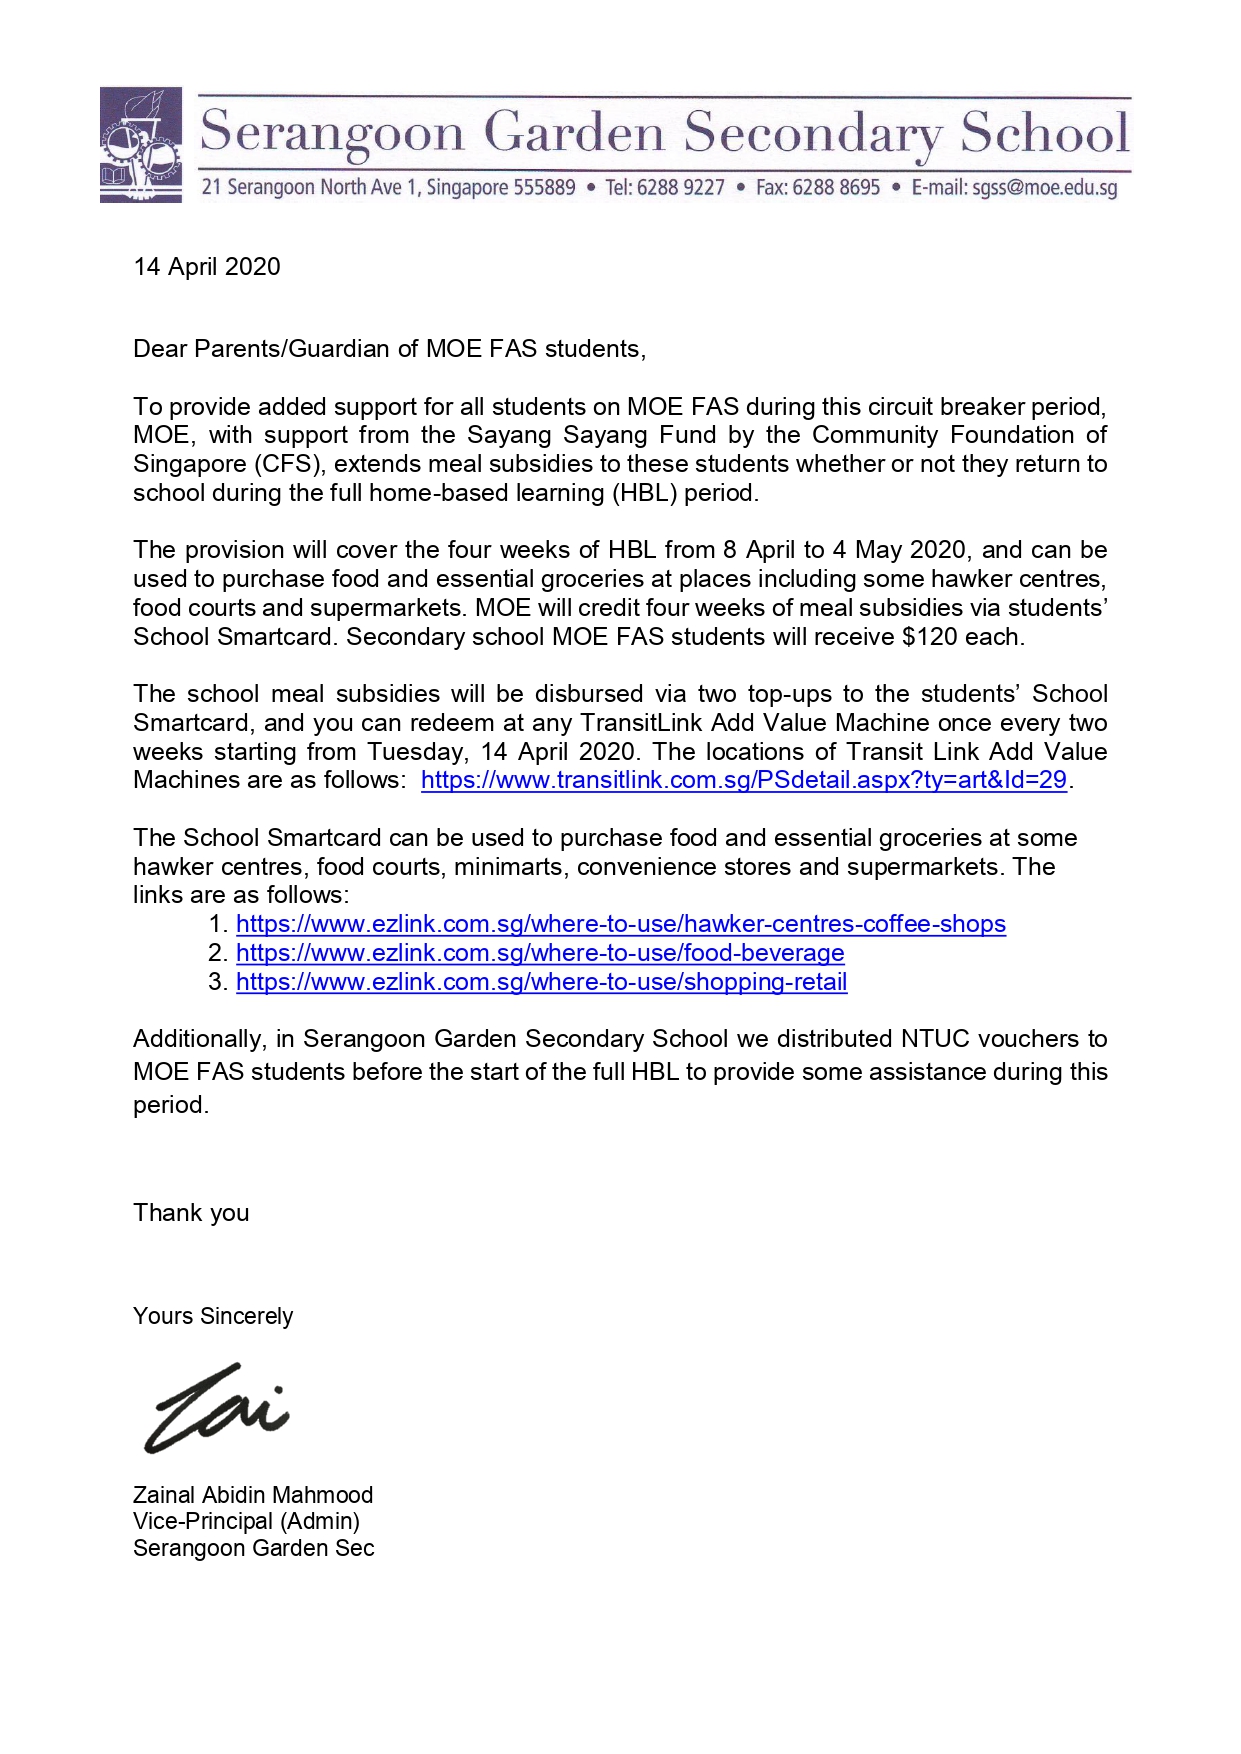 Serangoon Garden Secondary School
21 Serangoon North Ave 1, Singapore 555889 • Tel: 6288 9227 • Fax: 6288 8695 • E-mail: sgss@moe.edu.sg
14 April 2020
Dear Parents/Guardian of MOE FAS students,
To provide added support for all students on MOE FAS during this circuit breaker period,
MOE, with support from the Sayang Sayang Fund by the Community Foundation of
Singapore (CFS), extends meal subsidies to these students whether or not they return to
school during the full home-based learning (HBL) period.
The provision will cover the four weeks of HBL from 8 April to 4 May 2020, and can be
used to purchase food and essential groceries at places including some hawker centres,
food courts and supermarkets. MOE will credit four weeks of meal subsidies via students’
School Smartcard. Secondary school MOE FAS students will receive $120 each.
The school meal subsidies will be disbursed via two top-ups to the students’ School
Smartcard, and you can redeem at any TransitLink Add Value Machine once every two
weeks starting from Tuesday, 14 April 2020. The locations of Transit Link Add Value
Machines are as follows: https://www.transitlink.com.sg/PSdetail.aspx?ty=art&Id=29.
The School Smartcard can be used to purchase food and essential groceries at some
hawker centres, food courts, minimarts, convenience stores and supermarkets. The
links are as follows:
1. https://www.ezlink.com.sg/where-to-use/hawker-centres-coffee-shops
2. https://www.ezlink.com.sg/where-to-use/food-beverage
3. https://www.ezlink.com.sg/where-to-use/shopping-retail
Additionally, in Serangoon Garden Secondary School we distributed NTUC vouchers to
MOE FAS students before the start of the full HBL to provide some assistance during this
period.
Thank you
Yours Sincerely
Zai
Zainal Abidin Mahmood
Vice-Principal (Admin)
Serangoon Garden Sec